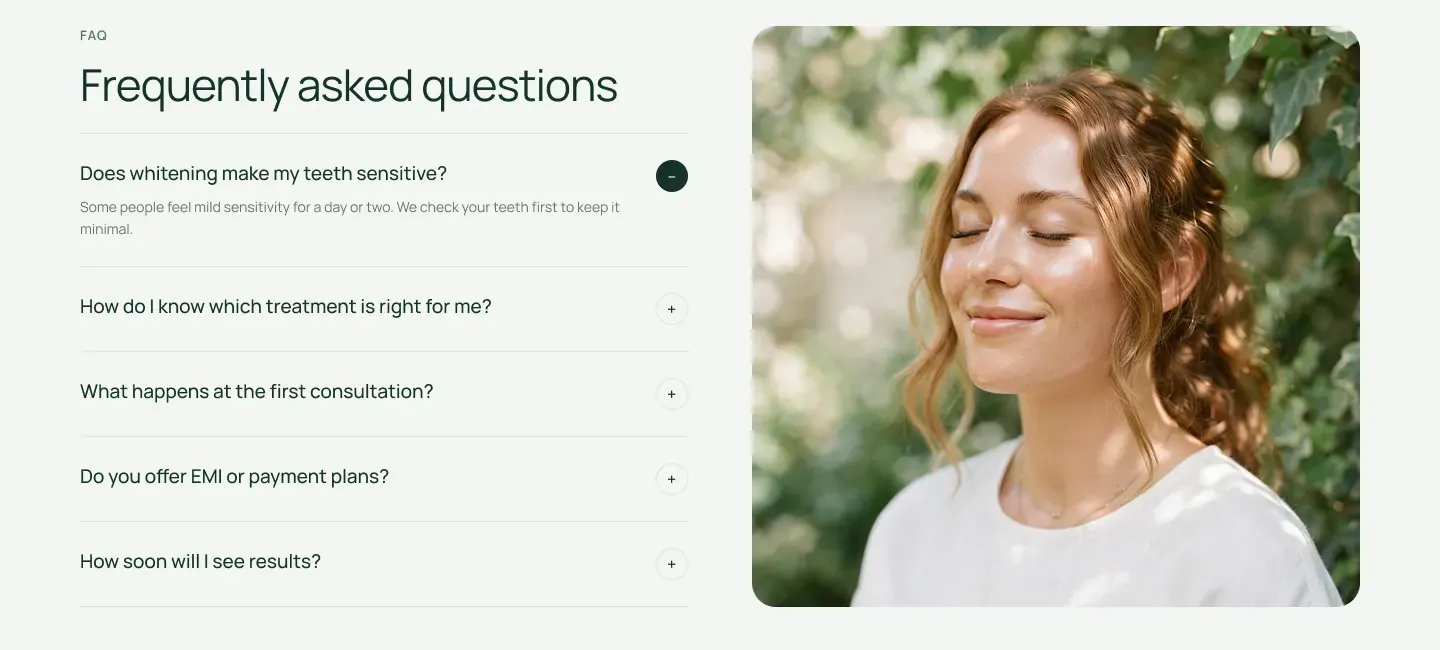 FAQ
Frequently asked questions
Does whitening make my teeth sensitive?
Some people feel mild sensitivity for a day or two. We check your teeth first to keep it
minimal.
How do I know which treatment is right for me?
What happens at the first consultation?
Do you offer EMI or payment plans?
How soon will I see results?